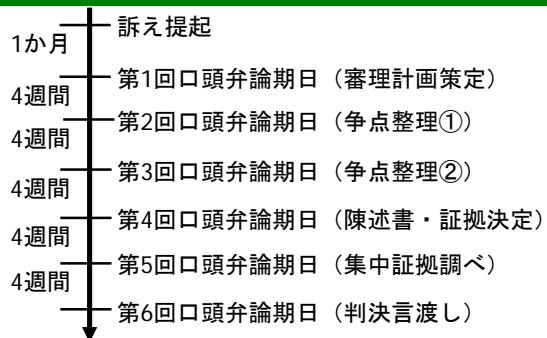 訴え提起
1か月
第1回口頭弁論期日（審理計画策定）
4週間
第2回口頭弁論期日（争点整理①）
4週間
第3回口頭弁論期日（争点整理②）
4週間
第4回口頭弁論期日（陳述書・証拠決定）
4週間
第5回口頭弁論期日（集中証拠調べ）
4週間
第6回口頭弁論期日（判決言渡し）